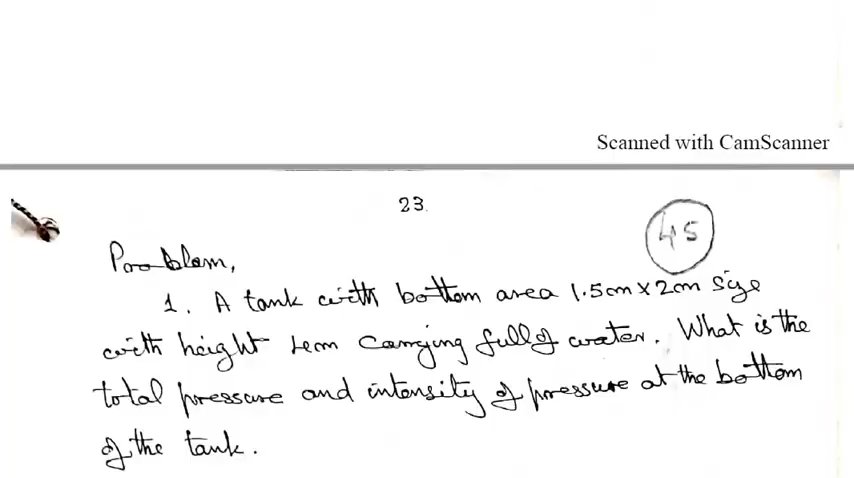 Scanned with CamScanner
23.
45
Problem,
1. A tank with bottom area 1.5cm x 2cm size
with height 4cm carrying full of water. What is the
total pressure and intensity of pressure at the bottom
of the tank.